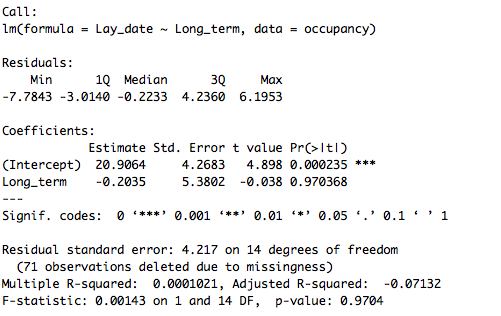 Call:
lm(formula = Lay_date ~ Long_term, data = occupancy)
Residuals:
Min 1Q Median 3Q Max
-7.7843 -3.0140 -0.2233 4.2360 6.1953
Coefficients:
Estimate Std. Error t value Pr(>|t|)
(Intercept) 20.9064 4.2683 4.898 0.000235 ***
Long_term -0.2035 5.3802 -0.038 0.970368
---
Signif. codes: 0 ‘***’ 0.001 ‘**’ 0.01 ‘*’ 0.05 ‘.’ 0.1 ‘ ’ 1
Residual standard error: 4.217 on 14 degrees of freedom
(71 observations deleted due to missingness)
Multiple R-squared: 0.0001021, Adjusted R-squared: -0.07132
F-statistic: 0.00143 on 1 and 14 DF, p-value: 0.9704